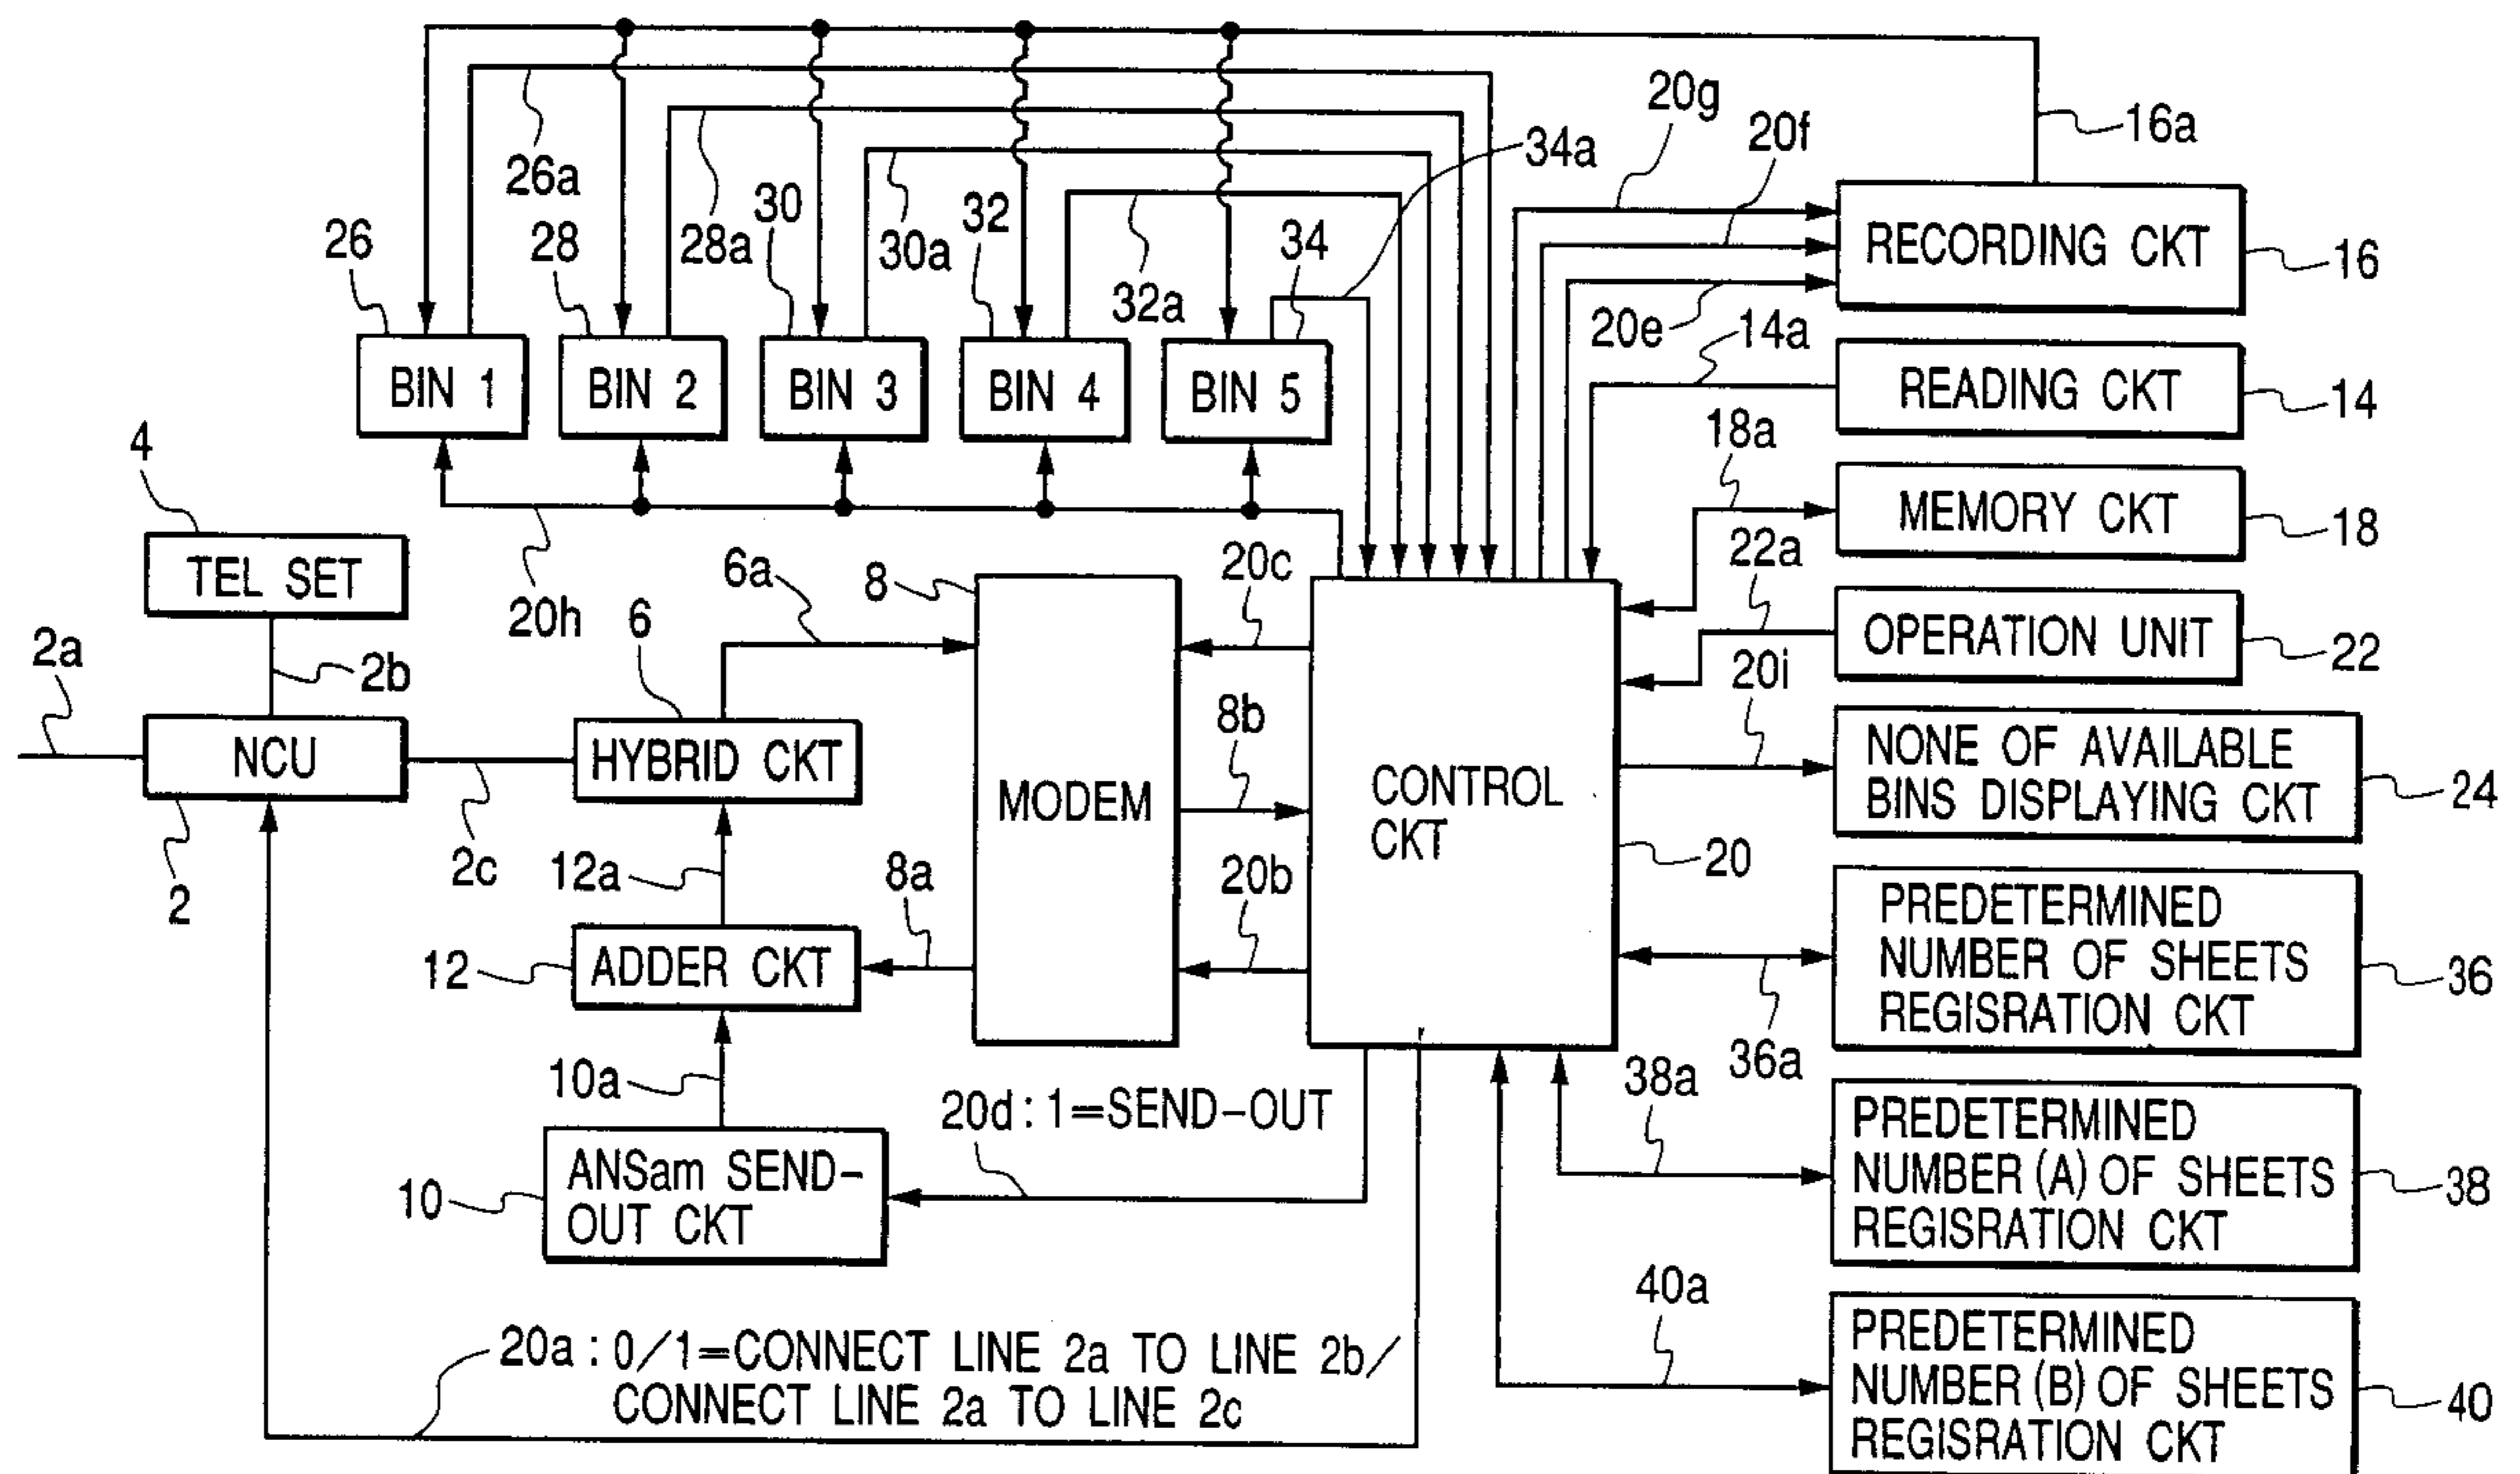 20g
20f
16a
26a
34a
28a
30
30a
32
34
RECORDING CKT
16
26
28
32a
20e
14a
BIN 1
BIN 2
BIN 3
BIN 4
BIN 5
READING CKT
14
18a
4
MEMORY CKT
18
TEL SET
20h
6a
8
20c
22a
6
OPERATION UNIT
22
2a
2b
20i
NCU
HYBRID CKT
8b
MODEM
CONTROL
CKT
NONE OF AVAILABLE
BINS DISPLAYING CKT
24
2
2c
12a
8a
20b
20
PREDETERMINED
NUMBER OF SHEETS
REGISRATION CKT
36
12
ADDER CKT
36a
10a
20d : 1=SEND-OUT
38a
PREDETERMINED
NUMBER (A) OF SHEETS
REGISRATION CKT
38
10
ANSam SEND-
OUT CKT
40a
20a : 0/1=CONNECT LINE 2a TO LINE 2b/
CONNECT LINE 2a TO LINE 2c
PREDETERMINED
NUMBER (B) OF SHEETS
REGISRATION CKT
40